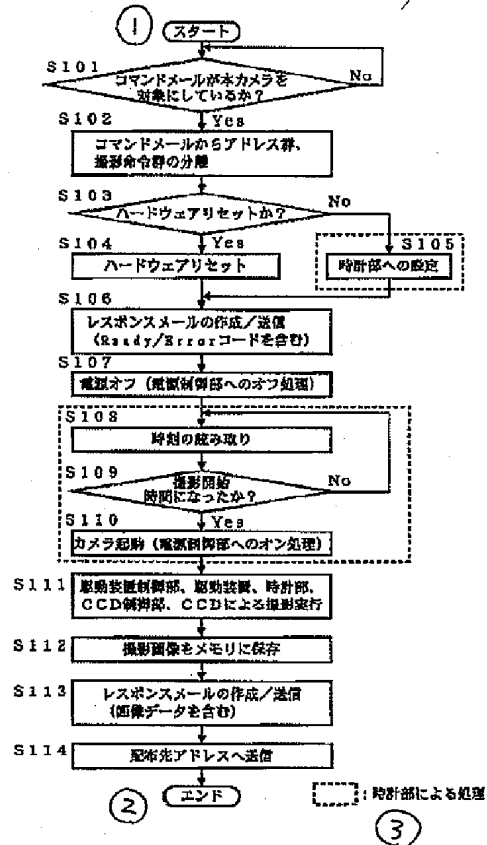 ① スタート
S101
コマンドメールが本カメラを
対象にしているか?
No
Yes
S102
コマンドメールからアドレス群、
撮影命令群の分離
S103
ハードウェアリセットか?
No
Yes
S104
ハードウェアリセット
S105
時計部への設定
S106
レスポンスメールの作成/送信
(Ready/Errorコードを含む)
S107
電源オフ(電源制御部へのオフ処理)
S108
時刻の読み取り
S109
撮影開始
時間になったか?
No
Yes
S110
カメラ起動(電源制御部へのオン処理)
S111
駆動装置制御部、駆動装置、時計部、
CCD制御部、CCDによる撮影実行
S112
撮影画像をメモリに保存
S113
レスポンスメールの作成/送信
(画像データを含む)
S114
配布先アドレスへ送信
② エンド
:時計部による処理
③